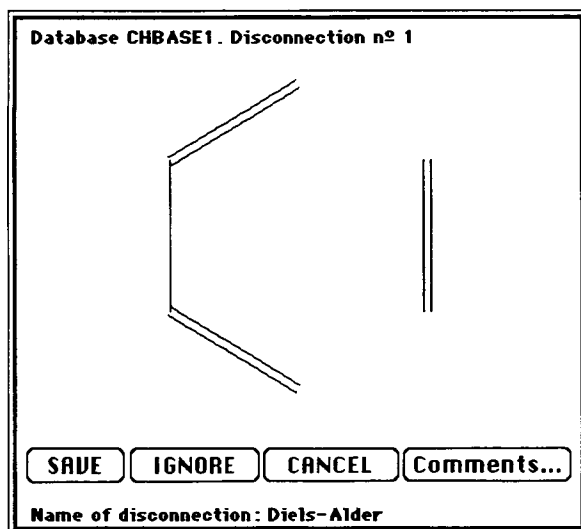 Database CHBASE1. Disconnection nº 1
SAVE IGNORE CANCEL Comments...
Name of disconnection: Diels-Alder